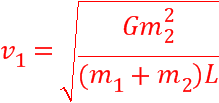 v₁ = √(Gm₂² / (m₁ + m₂)L)